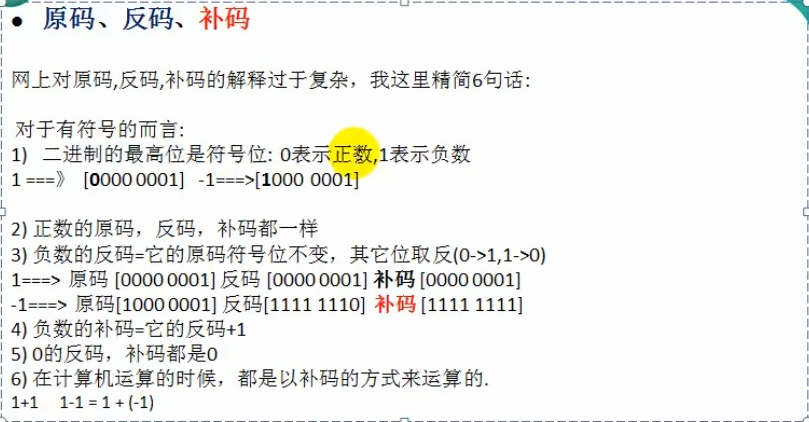 ● 原码、反码、补码
网上对原码,反码,补码的解释过于复杂，我这里精简6句话:
对于有符号的而言:
1) 二进制的最高位是符号位: 0表示正数,1表示负数
1 ===》 [0000 0001] -1===>[1000 0001]
2) 正数的原码，反码，补码都一样
3) 负数的反码=它的原码符号位不变，其它位取反(0->1,1->0)
1===> 原码 [0000 0001] 反码 [0000 0001] 补码 [0000 0001]
-1===> 原码[1000 0001] 反码[1111 1110] 补码 [1111 1111]
4) 负数的补码=它的反码+1
5) 0的反码，补码都是0
6) 在计算机运算的时候，都是以补码的方式来运算的.
1+1 1-1 = 1 + (-1)